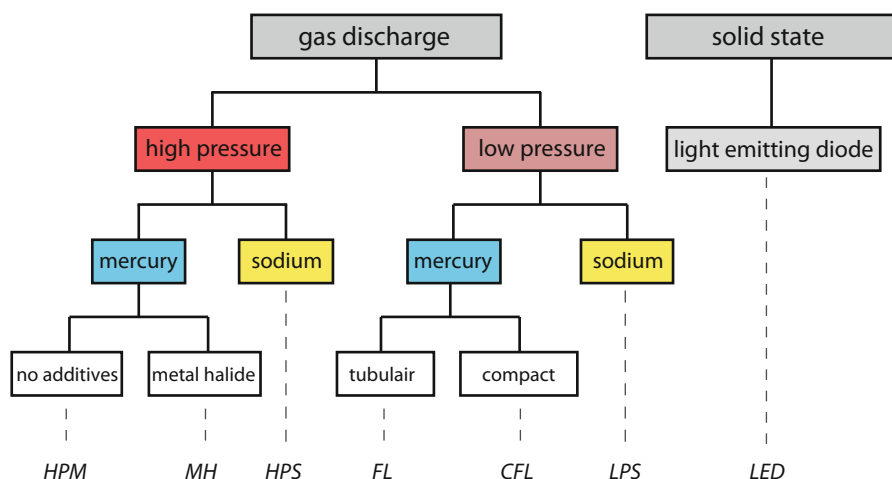 gas discharge
solid state
high pressure
low pressure
light emitting diode
mercury
sodium
mercury
sodium
no additives
metal halide
tubulair
compact
HPM
MH
HPS
FL
CFL
LPS
LED